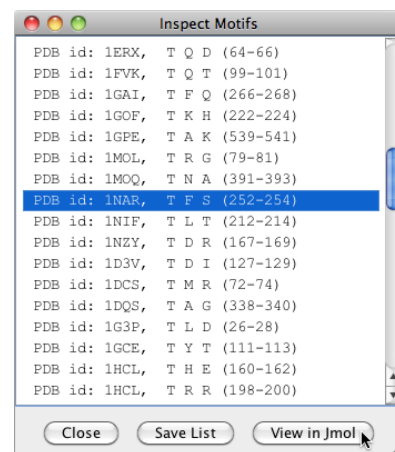 Inspect Motifs
PDB id: 1ERX, T Q D (64-66)
PDB id: 1FVK, T Q T (99-101)
PDB id: 1GAI, T F Q (266-268)
PDB id: 1GOF, T K H (222-224)
PDB id: 1GPE, T A K (539-541)
PDB id: 1MOL, T R G (79-81)
PDB id: 1MOQ, T N A (391-393)
PDB id: 1NAR, T F S (252-254)
PDB id: 1NIF, T L T (212-214)
PDB id: 1NZY, T D R (167-169)
PDB id: 1D3V, T D I (127-129)
PDB id: 1DCS, T M R (72-74)
PDB id: 1DQS, T A G (338-340)
PDB id: 1G3P, T L D (26-28)
PDB id: 1GCE, T Y T (111-113)
PDB id: 1HCL, T H E (160-162)
PDB id: 1HCL, T R R (198-200)
Close Save List View in Jmol